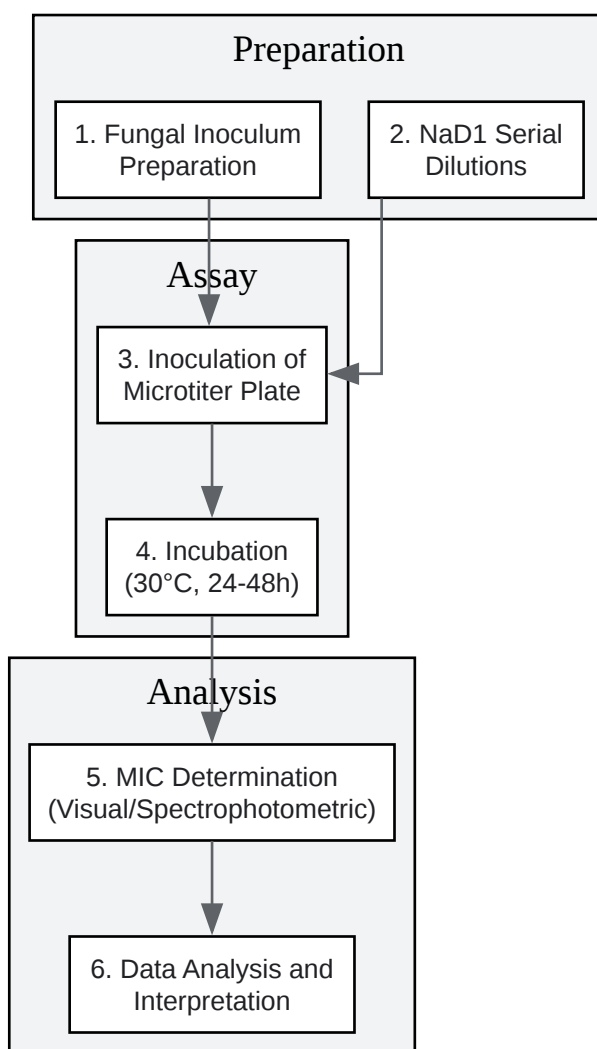 Preparation
1. Fungal Inoculum
Preparation
2. NaD1 Serial
Dilutions
Assay
3. Inoculation of
Microtiter Plate
4. Incubation
(30°C, 24-48h)
Analysis
5. MIC Determination
(Visual/Spectrophotometric)
6. Data Analysis and
Interpretation